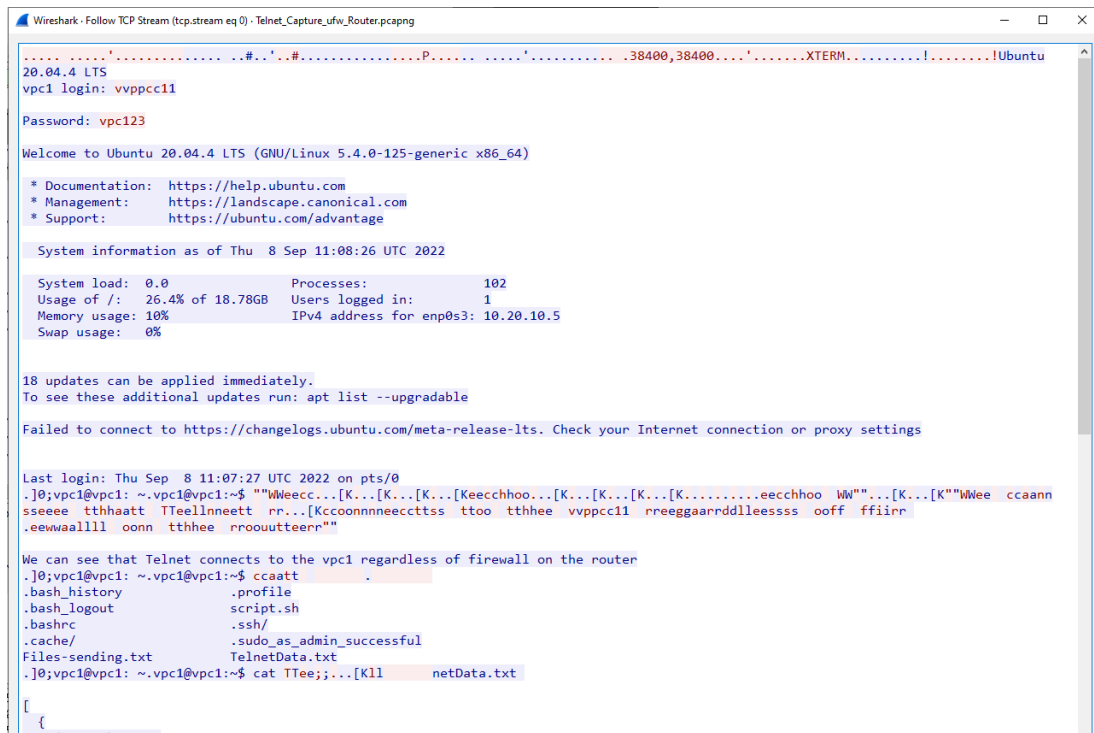 Wireshark · Follow TCP Stream (tcp.stream eq 0) · Telnet_Capture_ufw_Router.pcapng
..... .....'.............. ..#..'..#................P...... .....'........... .38400,38400....'.......XTERM..........!........!Ubuntu
20.04.4 LTS
vpc1 login: vvppcc11
Password: vpc123
Welcome to Ubuntu 20.04.4 LTS (GNU/Linux 5.4.0-125-generic x86_64)
* Documentation:  https://help.ubuntu.com
* Management:     https://landscape.canonical.com
* Support:        https://ubuntu.com/advantage
System information as of Thu  8 Sep 11:08:26 UTC 2022
System load:  0.0                Processes:               102
Usage of /:   26.4% of 18.78GB   Users logged in:         1
Memory usage: 10%                IPv4 address for enp0s3: 10.20.10.5
Swap usage:   0%
18 updates can be applied immediately.
To see these additional updates run: apt list --upgradable
Failed to connect to https://changelogs.ubuntu.com/meta-release-lts. Check your Internet connection or proxy settings
Last login: Thu Sep  8 11:07:27 UTC 2022 on pts/0
.]0;vpc1@vpc1: ~.vpc1@vpc1:~$ ""WWeecc...[K...[K...[K...[Keecchhoo...[K...[K...[K...[K..........eecchhoo  WW""...[K...[K""WWee  ccaann
sseeee  tthhaatt  TTeellnneett  rr...[Kccoonnnneeccttss  ttoo  tthhee  vvppcc11  rreeggaarrddlleessss  ooff  ffiirr
.eewwaallll  oonn  tthhee  rroouutteerr""
We can see that Telnet connects to the vpc1 regardless of firewall on the router
.]0;vpc1@vpc1: ~.vpc1@vpc1:~$ ccaatt       .
.bash_history              .profile
.bash_logout               script.sh
.bashrc                    .ssh/
.cache/                    .sudo_as_admin_successful
Files-sending.txt          TelnetData.txt
.]0;vpc1@vpc1: ~.vpc1@vpc1:~$ cat TTee;;...[Kll      netData.txt
[
{